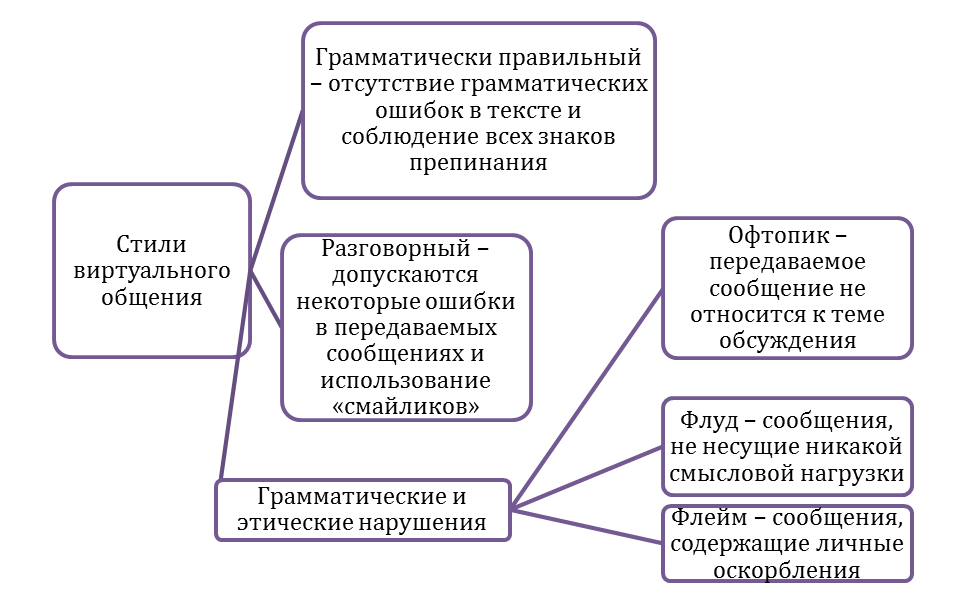 Грамматически правильный
– отсутствие грамматических
ошибок в тексте и
соблюдение всех знаков
препинания
Стили
виртуального
общения
Разговорный –
допускаются
некоторые ошибки
в передаваемых
сообщениях и
использование
«смайликов»
Грамматические и
этические нарушения
Офтопик –
передаваемое
сообщение не
относится к теме
обсуждения
Флуд – сообщения,
не несущие никакой
смысловой нагрузки
Флейм – сообщения,
содержащие личные
оскорбления